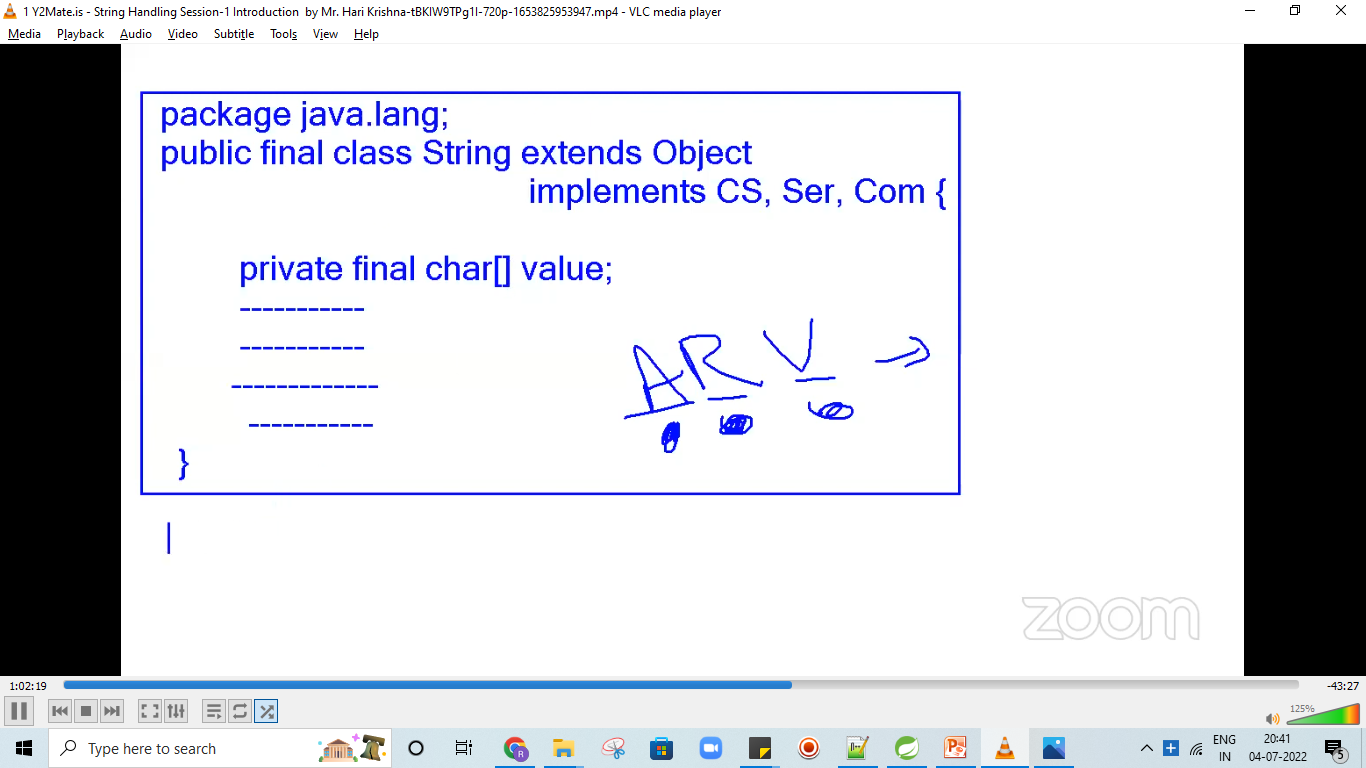 1 Y2Mate.is - String Handling Session-1 Introduction  by Mr. Hari Krishna-tBKlW9TPg1I-720p-1653825953947.mp4 - VLC media player
Media Playback Audio Video Subtitle Tools View Help
package java.lang;
public final class String extends Object
implements CS, Ser, Com {
private final char[] value;
-----------
-----------
-------------
-----------
}
A R V
zoom
1:02:19 -43:27
125%
Type here to search
ENG 20:41
IN 04-07-2022 5